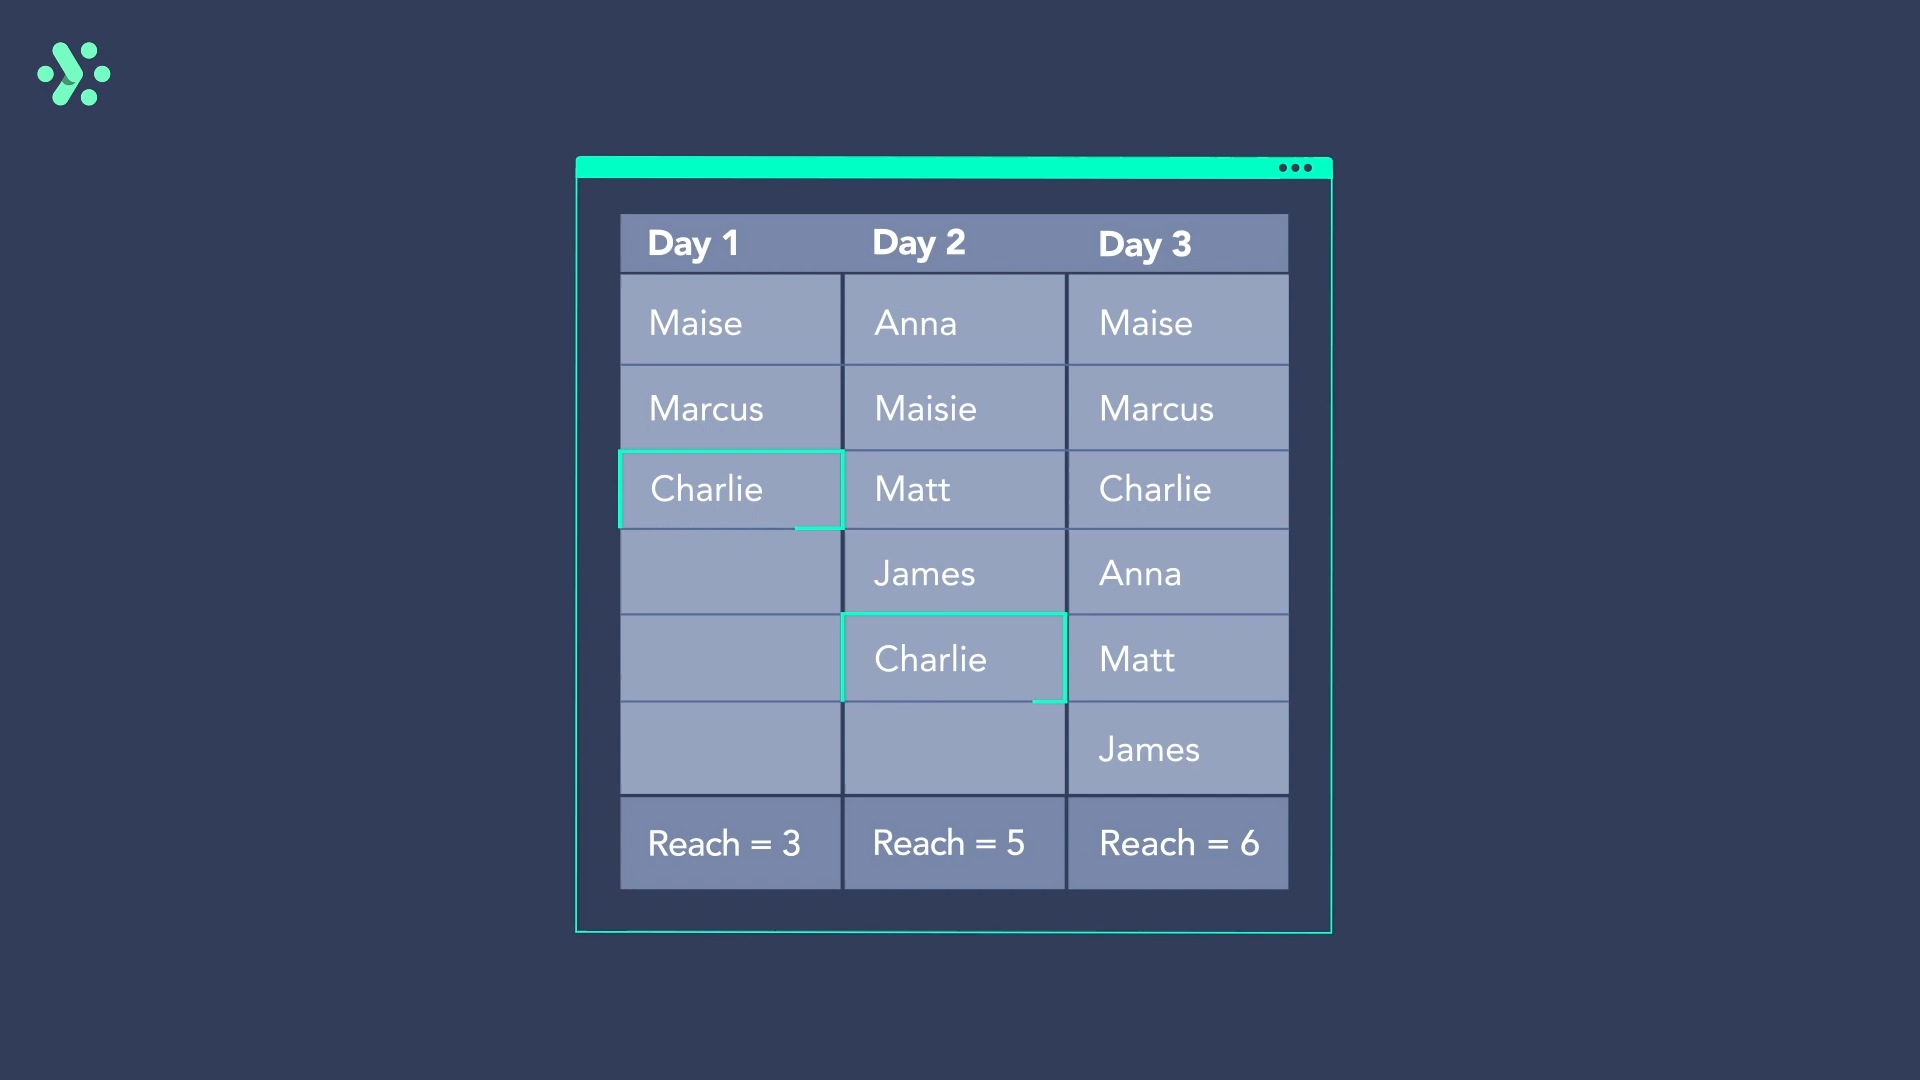 Day 1 Day 2 Day 3
Maise Anna Maise
Marcus Maisie Marcus
Charlie Matt Charlie
James Anna
Charlie Matt
James
Reach = 3 Reach = 5 Reach = 6